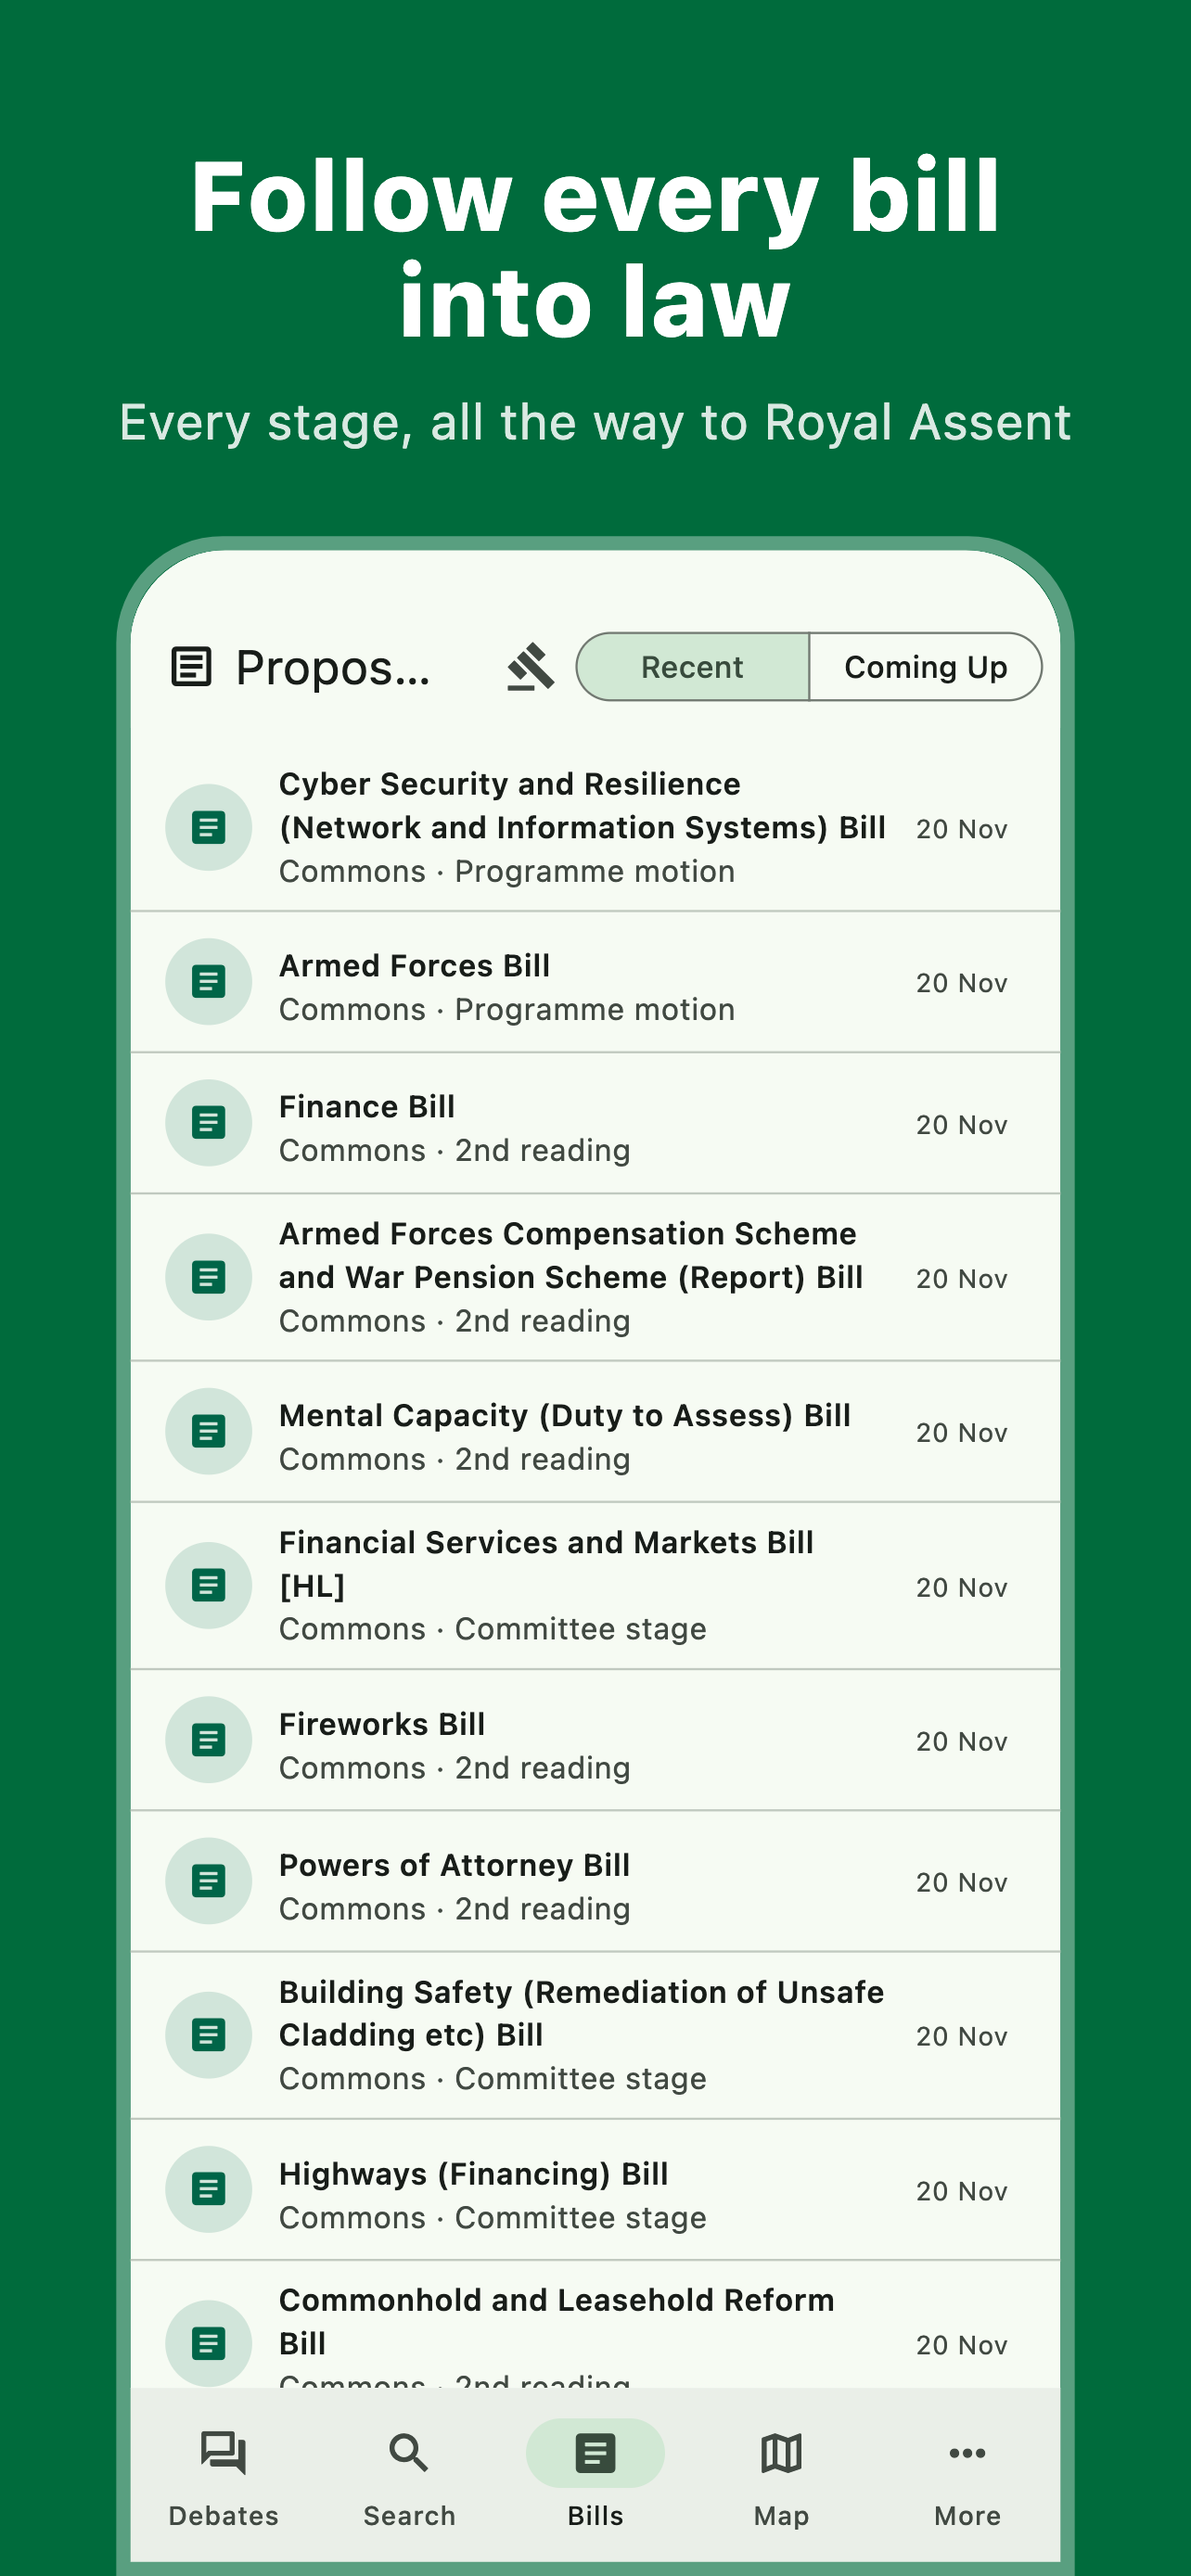 Follow every bill
into law
Every stage, all the way to Royal Assent
Propos...
Recent
Coming Up
Cyber Security and Resilience
(Network and Information Systems) Bill
20 Nov
Commons · Programme motion
Armed Forces Bill
20 Nov
Commons · Programme motion
Finance Bill
20 Nov
Commons · 2nd reading
Armed Forces Compensation Scheme
and War Pension Scheme (Report) Bill
20 Nov
Commons · 2nd reading
Mental Capacity (Duty to Assess) Bill
20 Nov
Commons · 2nd reading
Financial Services and Markets Bill
[HL]
20 Nov
Commons · Committee stage
Fireworks Bill
20 Nov
Commons · 2nd reading
Powers of Attorney Bill
20 Nov
Commons · 2nd reading
Building Safety (Remediation of Unsafe
Cladding etc) Bill
20 Nov
Commons · Committee stage
Highways (Financing) Bill
20 Nov
Commons · Committee stage
Commonhold and Leasehold Reform
Bill
20 Nov
Commons · 2nd reading
Debates
Search
Bills
Map
More